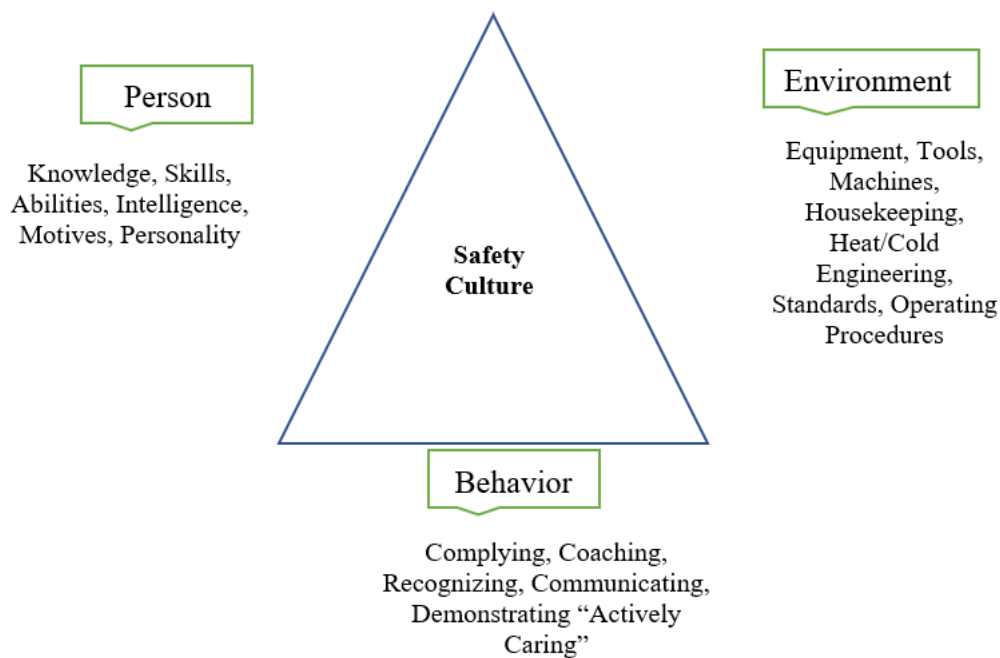 Person
Knowledge, Skills,
Abilities, Intelligence,
Motives, Personality
Environment
Equipment, Tools,
Machines,
Housekeeping,
Heat/Cold
Engineering,
Standards, Operating
Procedures
Safety
Culture
Behavior
Complying, Coaching,
Recognizing, Communicating,
Demonstrating “Actively
Caring”